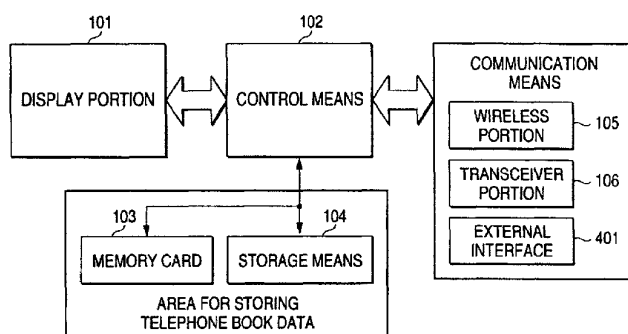 101
DISPLAY PORTION
102
CONTROL MEANS
COMMUNICATION
MEANS
WIRELESS
PORTION
105
TRANSCEIVER
PORTION
106
EXTERNAL
INTERFACE
401
103
MEMORY CARD
104
STORAGE MEANS
AREA FOR STORING
TELEPHONE BOOK DATA